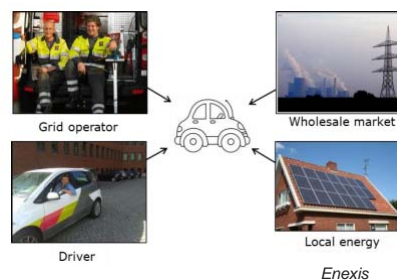 Grid operator
Wholesale market
Driver
Local energy
Enexis